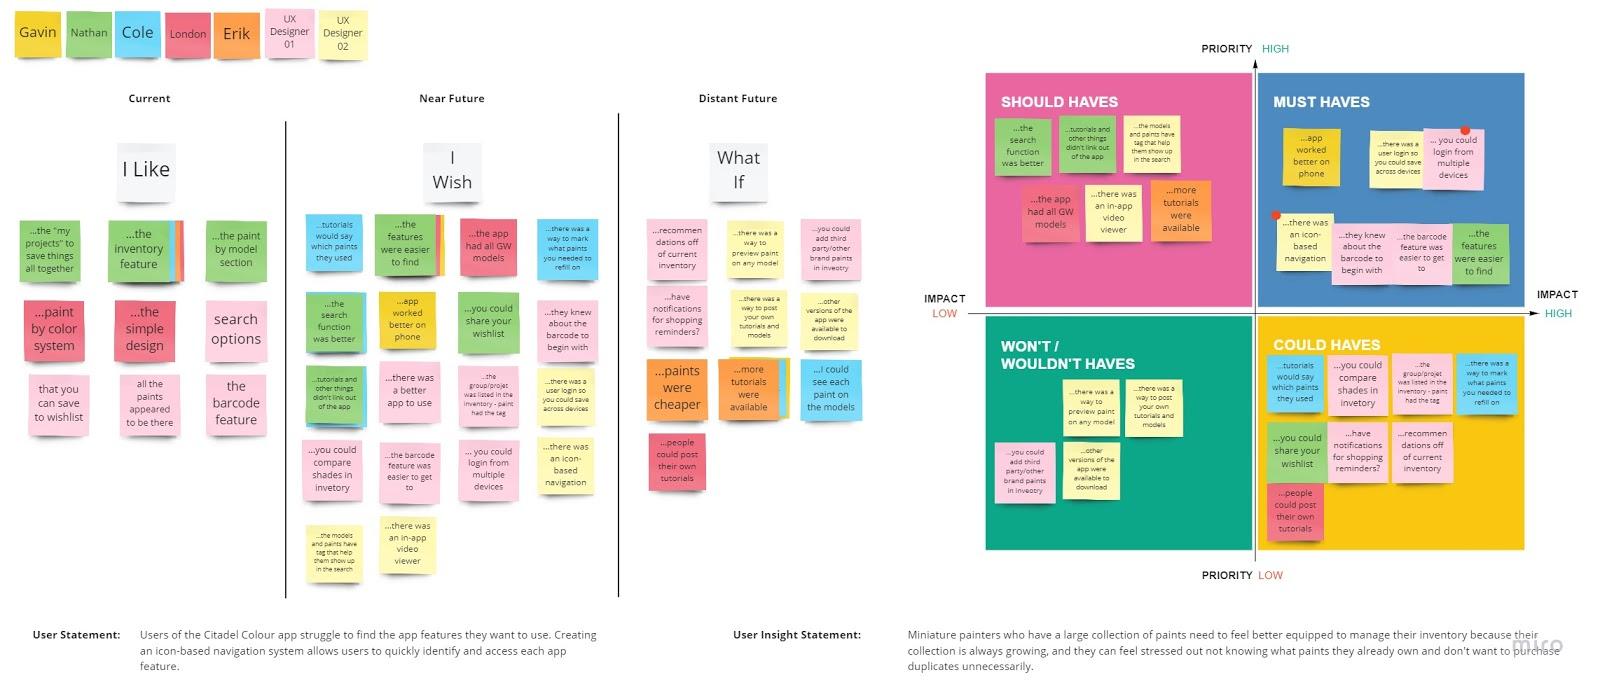 Gavin
Nathan
Cole
London
Erik
UX
Designer
01
UX
Designer
02
Current
Near Future
Distant Future
I Like
I
Wish
What
If
...the "my
projects" to
save things
all together
...the
inventory
feature
...the paint
by model
section
...paint
by color
system
...the
simple
design
search
options
that you
can save
to wishlist
all the
paints
appeared
to be there
the
barcode
feature
...tutorials
would say
which paints
they used
...the
features
were easier
to find
...the app
had all GW
models
...there was a
way to mark
what paints
you needed to
refill on
...the
search
function
was better
...app
worked
better on
phone
...you could
share your
wishlist
...they knew
about the
barcode to
begin with
...tutorials and
other things
didn't link out
of the app
...there was
a better
app to use
...the
group/projet
was listed in the
inventory - paint
had the tag
...there was a
user login so
you could save
across devices
...you could
compare
shades in
invetory
...the barcode
feature was
easier to get
to
... you could
login from
multiple
devices
...there was
an icon-
based
navigation
...the models
and paints have
tag that help
them show up
in the search
...there was
an in-app
video
viewer
...recommen
dations off
of current
inventory
...there was a
way to
preview paint
on any model
...you could
add third
party/other
brand paints
in inveotry
...have
notifications
for shopping
reminders?
...there was a
way to post
your own
tutorials and
models
...other
versions of the
app were
available to
download
...paints
were
cheaper
...more
tutorials
were
available
...I could
see each
paint on
the models
...people
could post
their own
tutorials
PRIORITY HIGH
SHOULD HAVES
...the
search
function
was better
...tutorials and
other things
didn't link out
of the app
...the models
and paints have
tag that help
them show up
in the search
...the app
had all GW
models
...there was
an in-app
video
viewer
...more
tutorials
were
available
MUST HAVES
...app
worked
better on
phone
...there was a
user login so
you could save
across devices
... you could
login from
multiple
devices
...there was
an icon-
based
navigation
...they knew
about the
barcode to
begin with
...the barcode
feature was
easier to get
to
...the
features
were easier
to find
IMPACT
LOW
IMPACT
HIGH
WON'T /
WOULDN'T HAVES
...there was a
way to
preview paint
on any model
...there was a
way to post
your own
tutorials and
models
...you could
add third
party/other
brand paints
in inveotry
...other
versions of the
app were
available to
download
COULD HAVES
...tutorials
would say
which paints
they used
...you could
compare
shades in
invetory
...the
group/projet
was listed in the
inventory - paint
had the tag
...there was a
way to mark
what paints
you needed to
refill on
...you could
share your
wishlist
...have
notifications
for shopping
reminders?
...recommen
dations off
of current
inventory
...people
could post
their own
tutorials
PRIORITY LOW
User Statement:
Users of the Citadel Colour app struggle to find the app features they want to use. Creating
an icon-based navigation system allows users to quickly identify and access each app
feature.
User Insight Statement:
Miniature painters who have a large collection of paints need to feel better equipped to manage their inventory because their
collection is always growing, and they can feel stressed out not knowing what paints they already own and don't want to purchase
duplicates unnecessarily.
miro